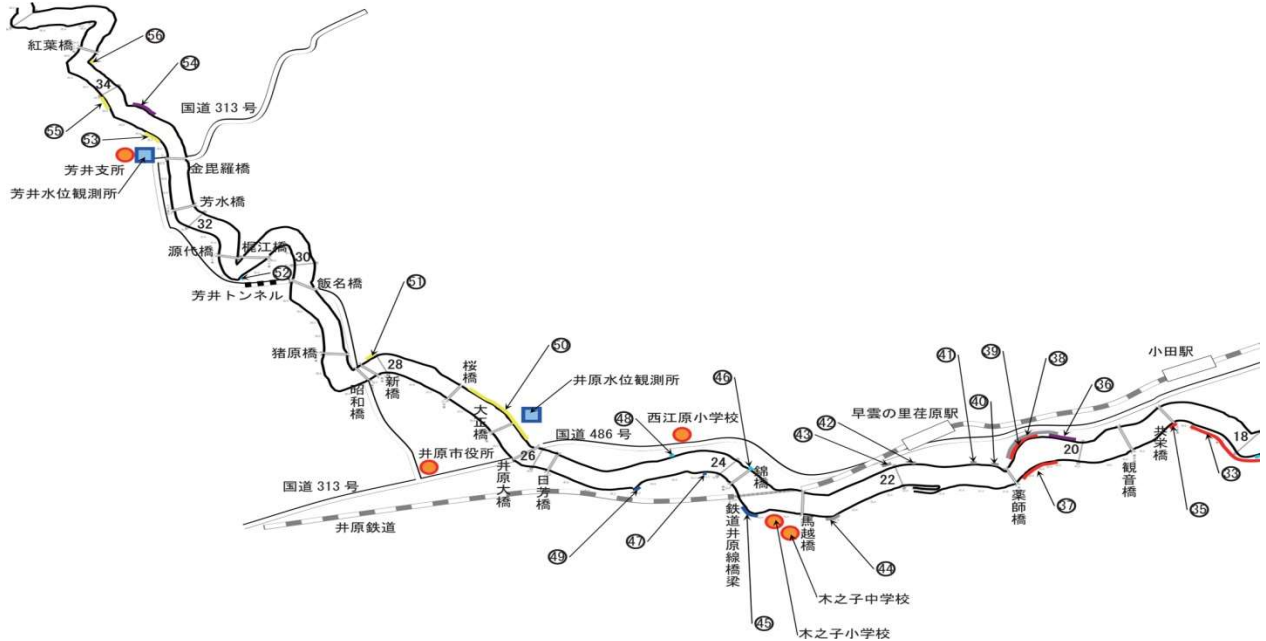 紅葉橋
56
34
54
国道 313 号
55
53
芳井支所
金毘羅橋
芳井水位観測所
芳水橋
32
源代橋
梶江橋
30
52
飯名橋
芳井トンネル
51
猪原橋
昭和橋
新橋
28
桜橋
大正橋
50
井原水位観測所
46
48
西江原小学校
国道 486 号
井原市役所
井原大橋
26
日芳橋
国道 313 号
井原鉄道
49
47
24
錦橋
鉄道井原線橋梁
45
馬越橋
44
木之子中学校
木之子小学校
43
42
早雲の里荏原駅
22
41
39
38
40
小田駅
36
20
薬師橋
37
観音橋
共栄橋
35
33
18